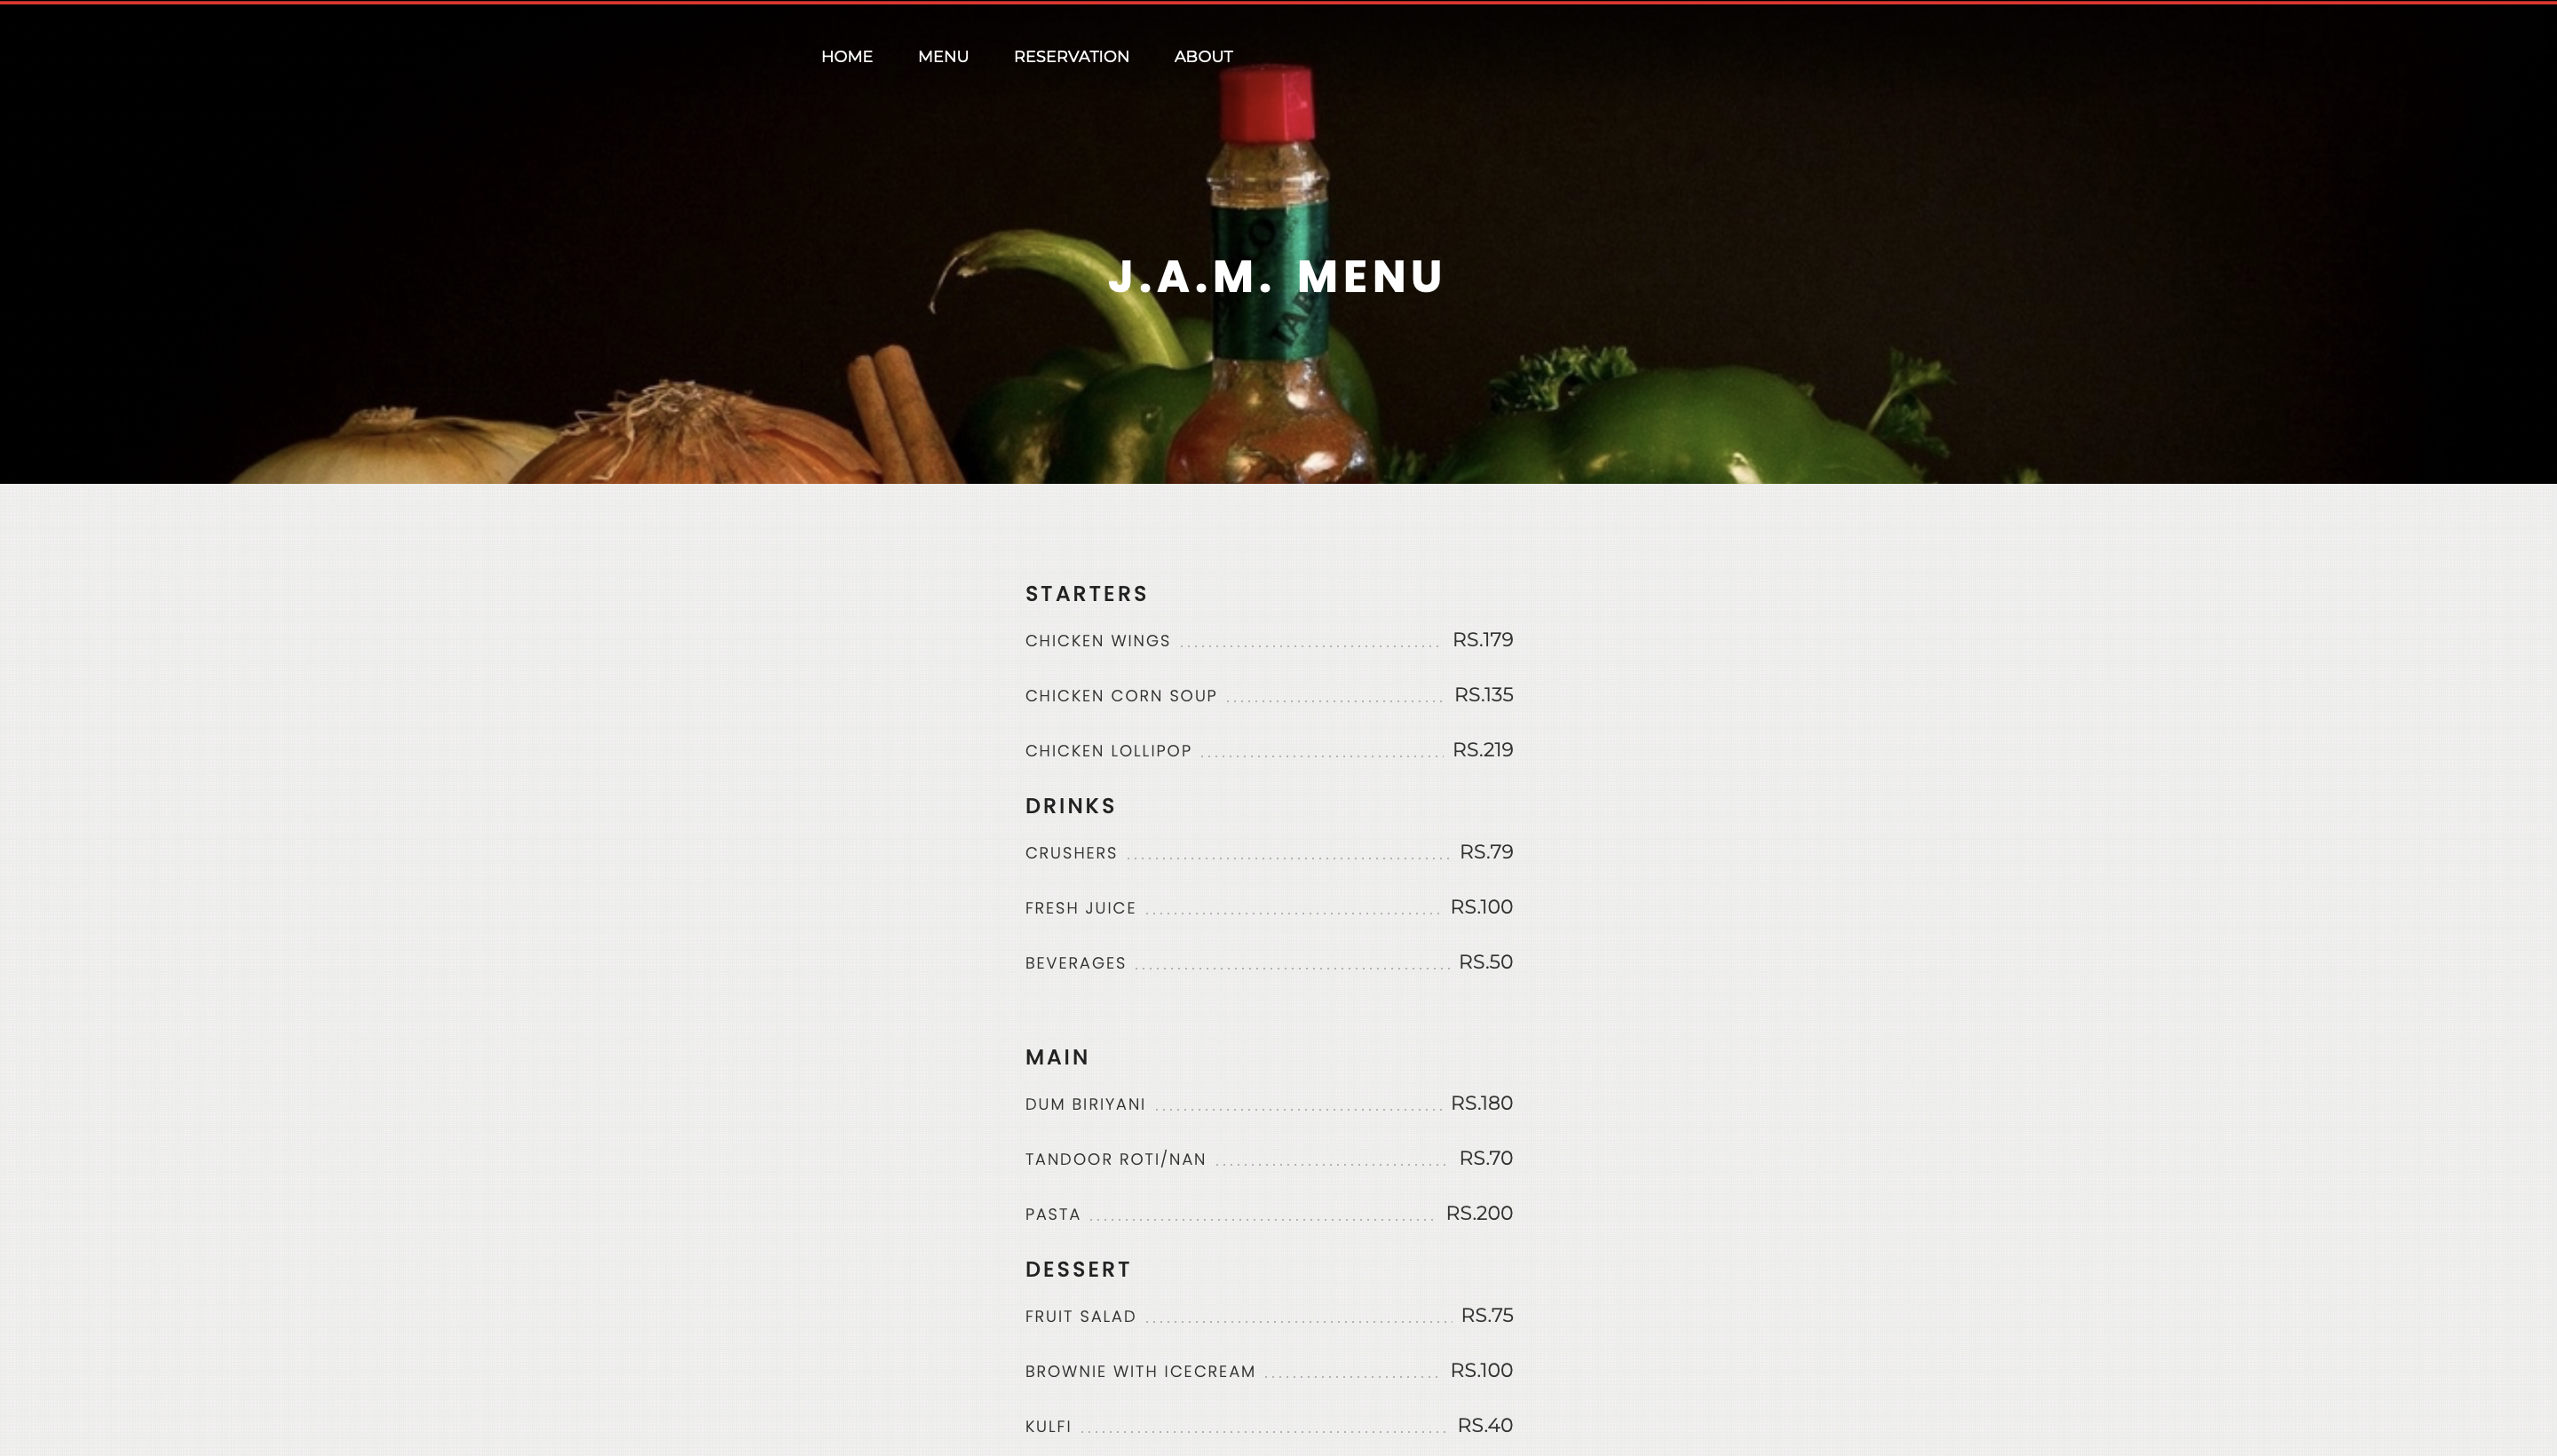 HOME MENU RESERVATION ABOUT
J.A.M. MENU
STARTERS
CHICKEN WINGS RS.179
CHICKEN CORN SOUP RS.135
CHICKEN LOLLIPOP RS.219
DRINKS
CRUSHERS RS.79
FRESH JUICE RS.100
BEVERAGES RS.50
MAIN
DUM BIRIYANI RS.180
TANDOOR ROTI/NAN RS.70
PASTA RS.200
DESSERT
FRUIT SALAD RS.75
BROWNIE WITH ICECREAM RS.100
KULFI RS.40